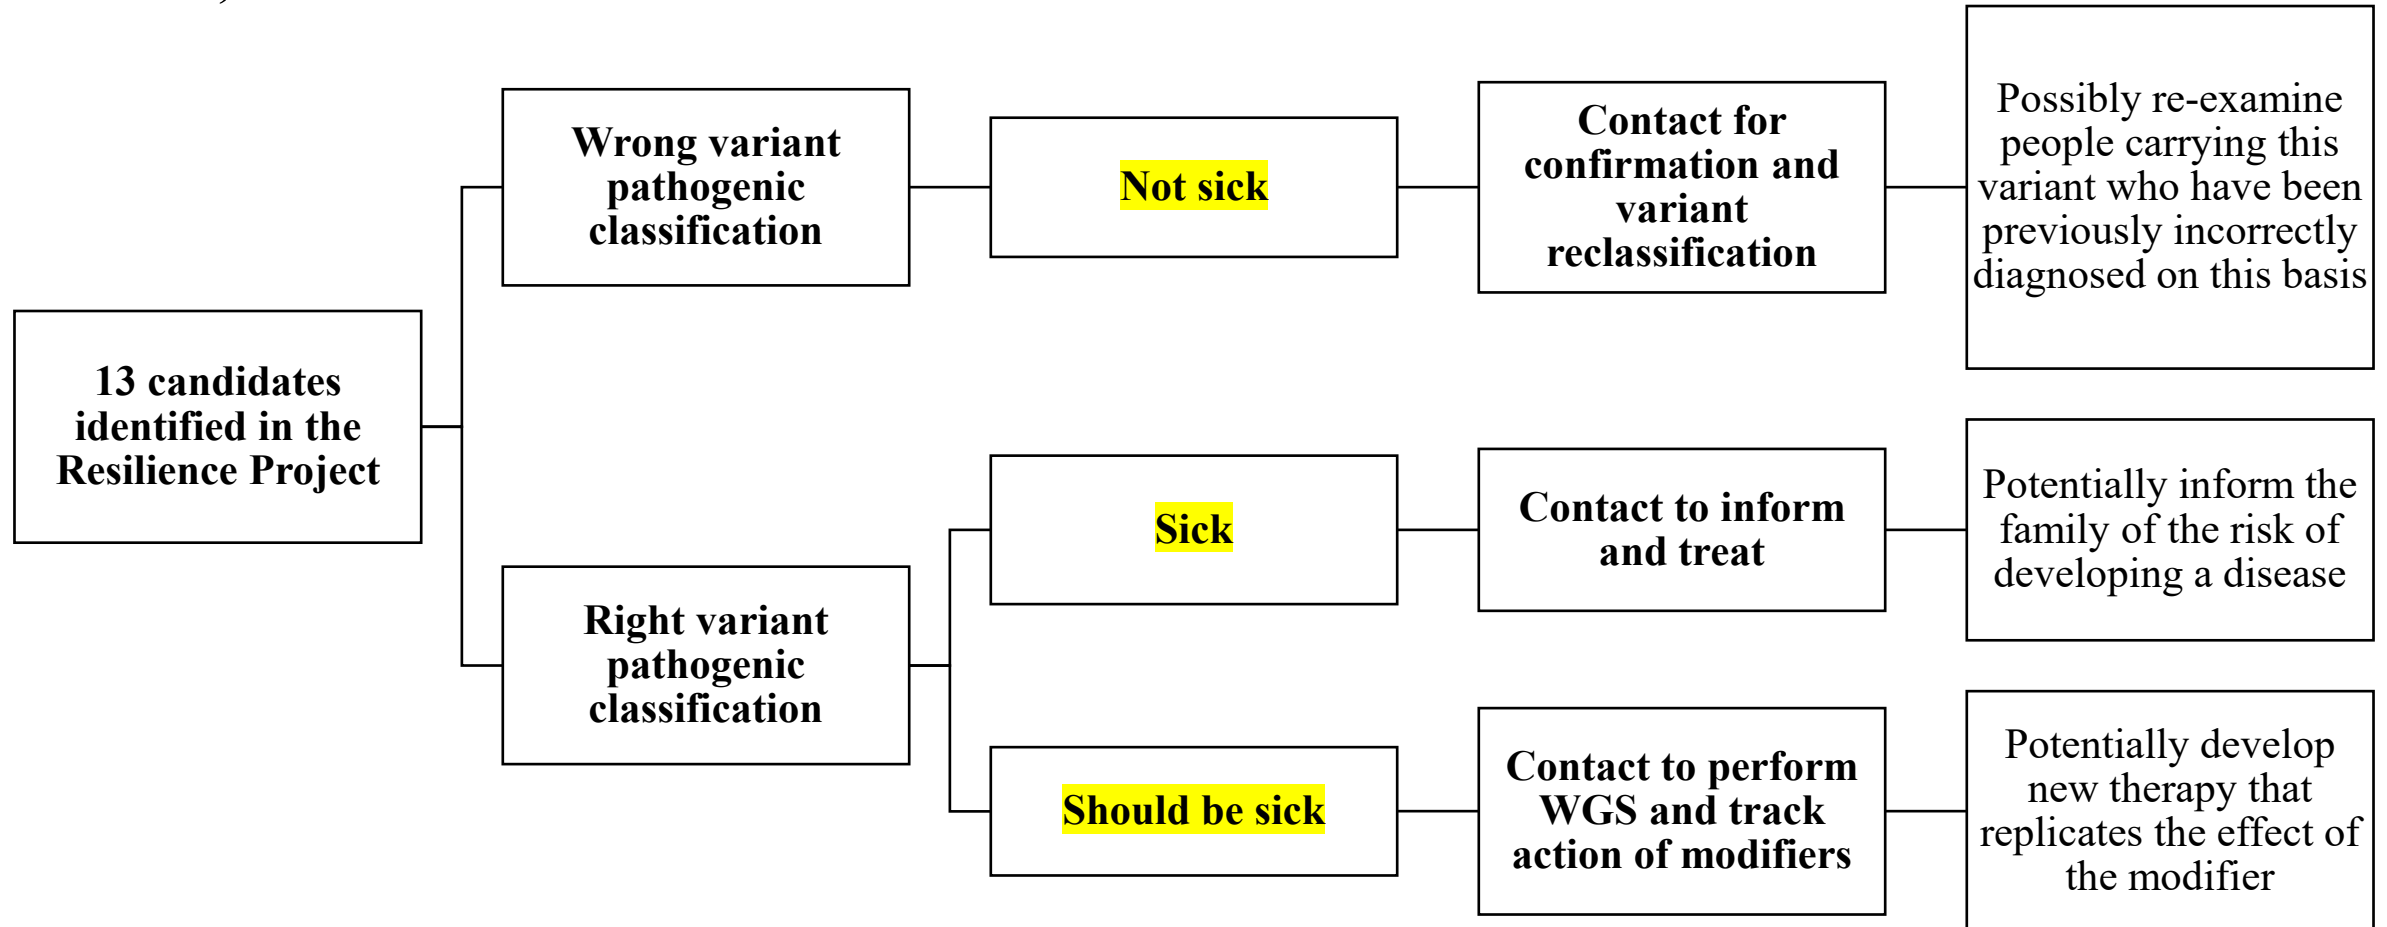 13 candidates
identified in the
Resilience Project
Wrong variant
pathogenic
classification
Not sick
Contact for
confirmation and
variant
reclassification
Possibly re-examine
people carrying this
variant who have been
previously incorrectly
diagnosed on this basis
Right variant
pathogenic
classification
Sick
Contact to inform
and treat
Potentially inform the
family of the risk of
developing a disease
Should be sick
Contact to perform
WGS and track
action of modifiers
Potentially develop
new therapy that
replicates the effect of
the modifier